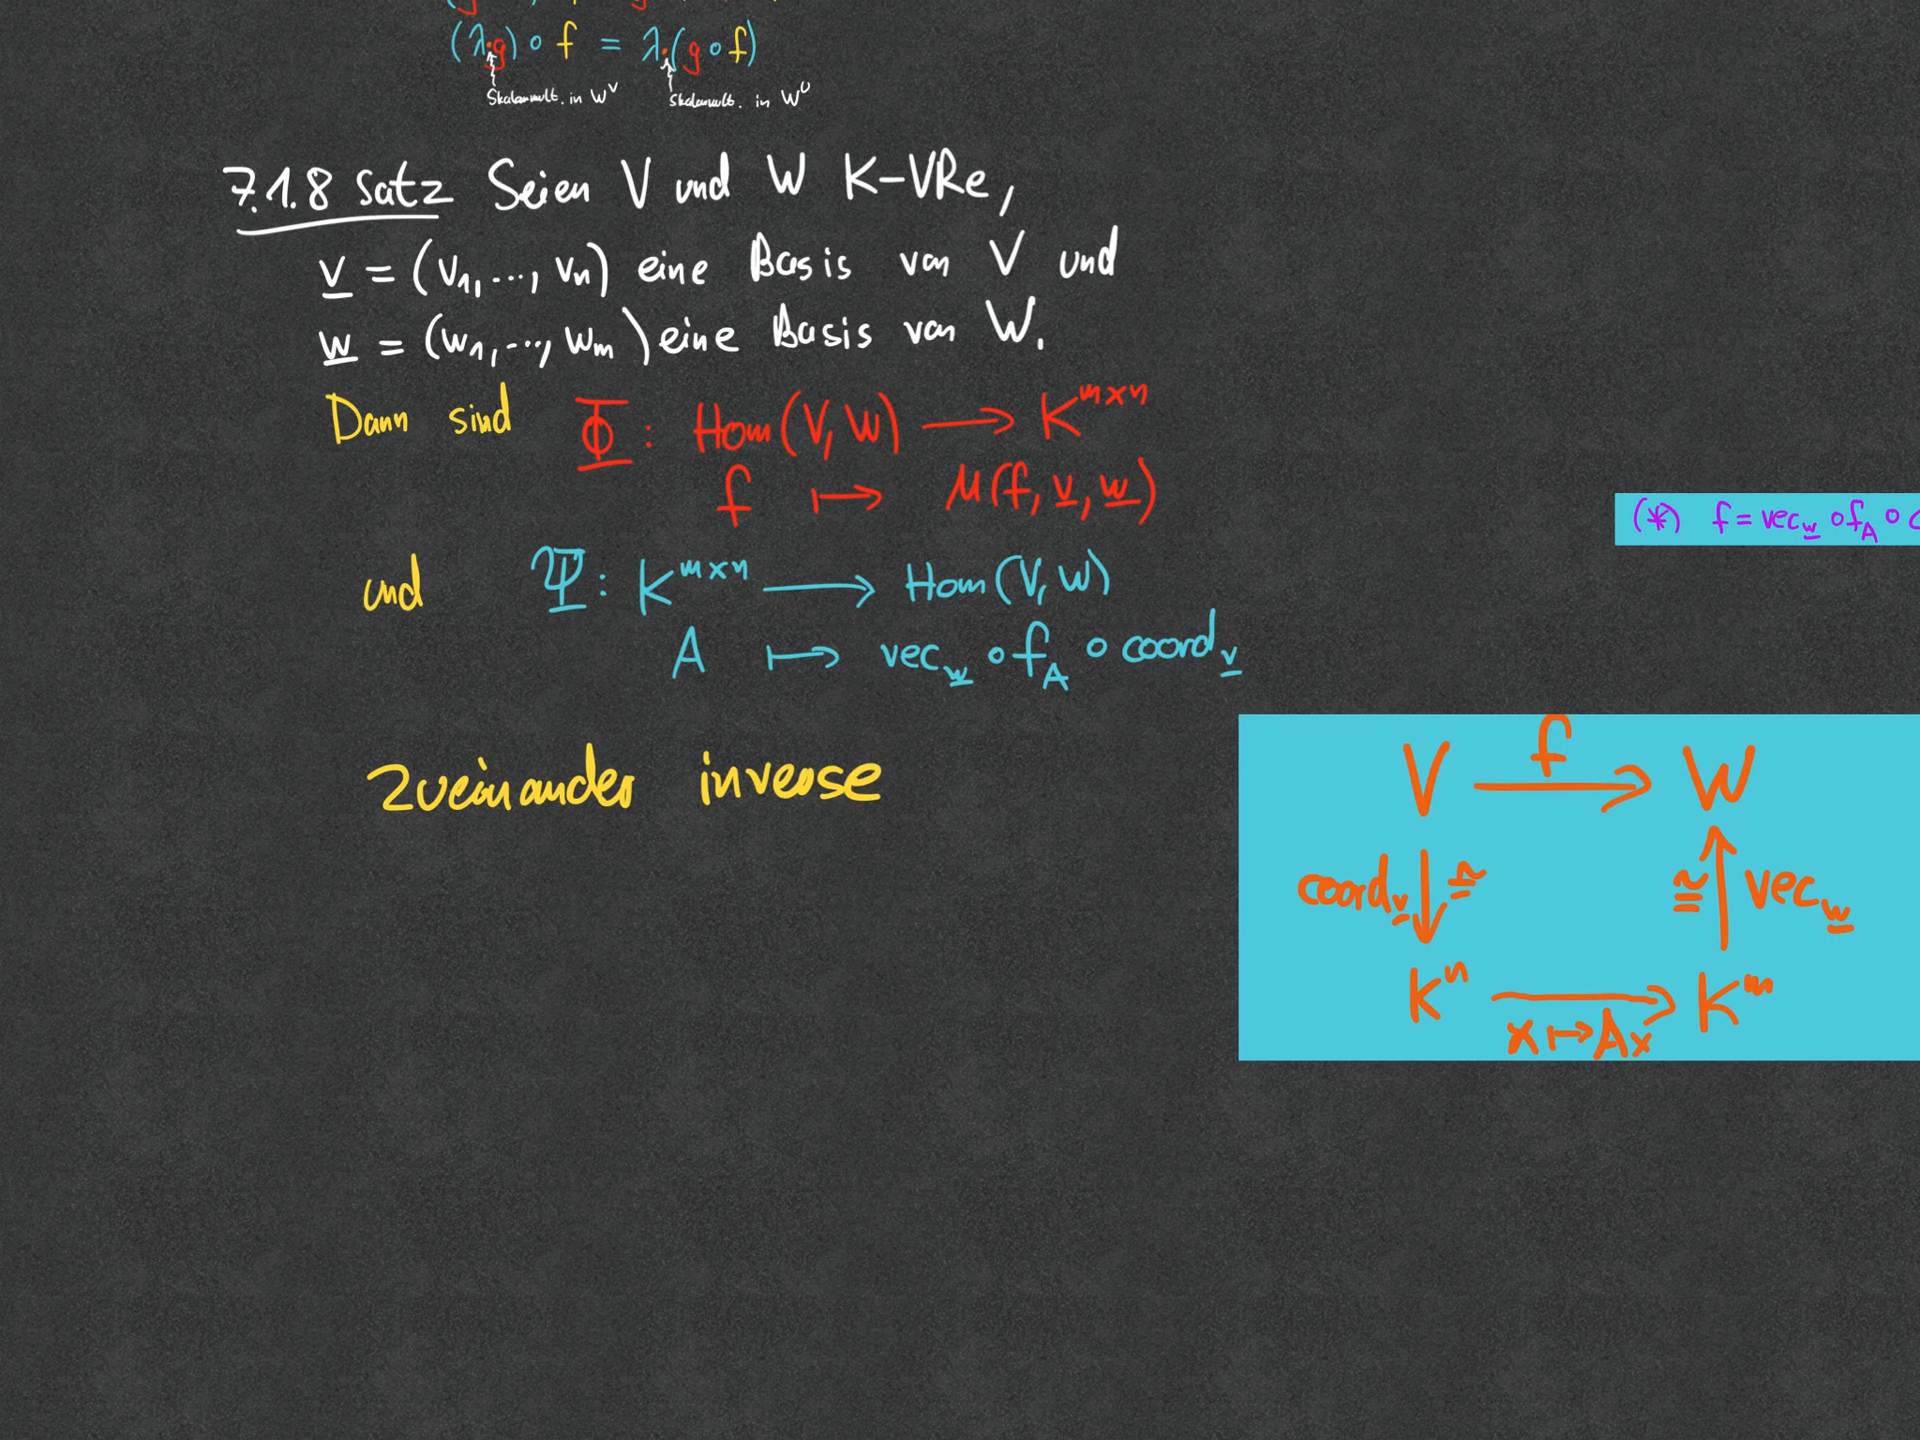 (λ·g) ∘ f = λ·(g ∘ f)
Skalarmult. in W^V Skalarmult. in W^U
7.1.8 Satz Seien V und W K-VRe,
v = (v₁,..., vₙ) eine Basis von V und
w = (w₁,..., wₘ) eine Basis von W.
Dann sind Φ: Hom(V, W) ⟶ K^{m×n}
f ↦ M(f, v, w)
(*) f = vec_w ∘ f_A ∘
und Ψ: K^{m×n} ⟶ Hom(V, W)
A ↦ vec_w ∘ f_A ∘ coord_v
zueinander inverse
V ⟶ W
f
coord_v ≅ ≅ vec_w
Kⁿ ⟶ Kᵐ
x ↦ Ax